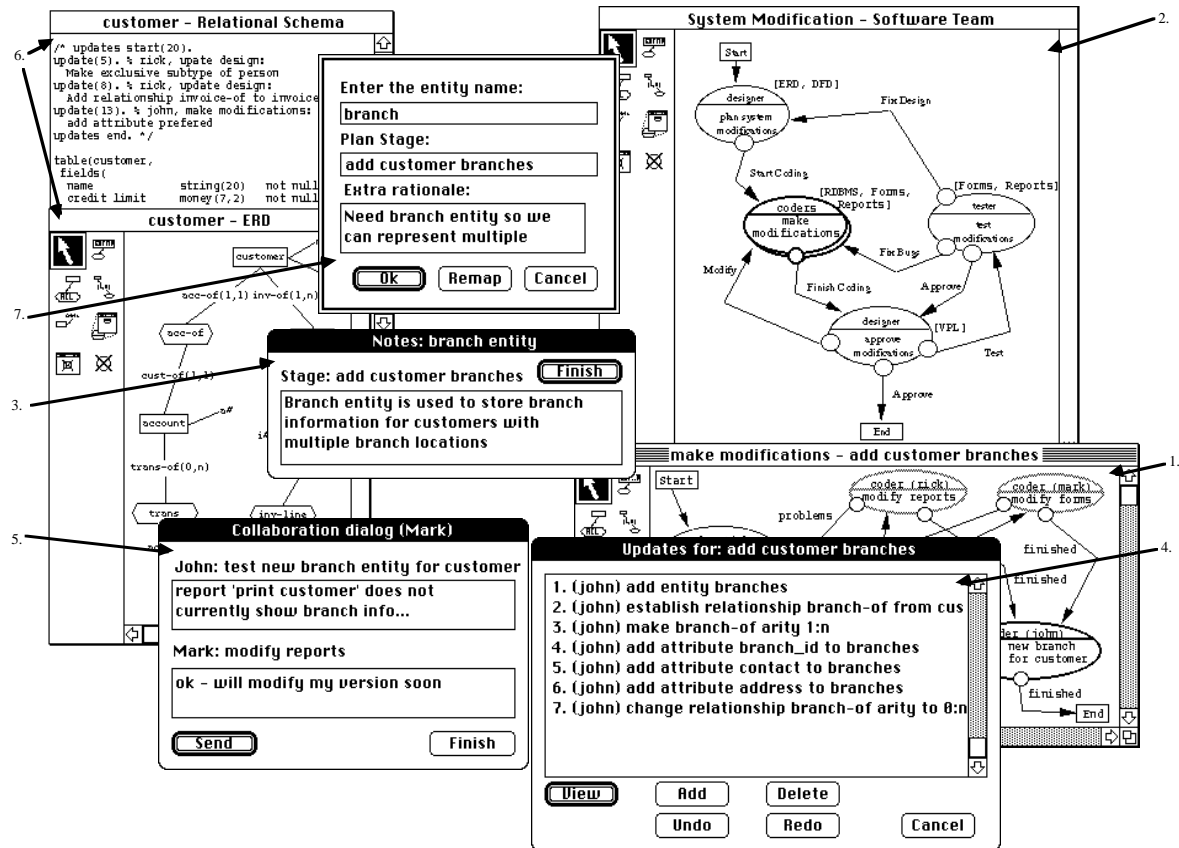 customer - Relational Schema
6.
/* updates start(20).
update(5). % rick, upate design:
Make exclusive subtype of person
update(8). % rick, update design:
Add relationship invoice-of to invoice
update(13). % john, make modifications:
add attribute prefered
updates end. */
table(customer,
fields(
name string(20) not null
credit limit money(7,2) not null
Enter the entity name:
branch
Plan Stage:
add customer branches
Extra rationale:
Need branch entity so we
can represent multiple
Ok Remap Cancel
7.
System Modification - Software Team
2.
Start
[ERD, DFD]
designer
plan system
modifications
Fix Design
Start Coding
[RDBMS, Forms,
Reports]
coders
make
modifications
[Forms, Reports]
tester
test
modifications
Modify
Fix Bugs
Finish Coding
Approve
designer
approve
modifications
[VPL]
Test
Approve
End
customer - ERD
customer
acc-of(1,1) inv-of(1,n)
acc-of
cust-of(1,1)
account
a#
trans-of(0,n)
trans
inv-line
Notes: branch entity
3.
Stage: add customer branches Finish
Branch entity is used to store branch
information for customers with
multiple branch locations
make modifications - add customer branches
1.
Start
coder (rick)
modify reports
coder (mark)
modify forms
problems
finished
finished
new branch
for customer
finished
End
Collaboration dialog (Mark)
5.
John: test new branch entity for customer
report 'print customer' does not
currently show branch info...
Mark: modify reports
ok - will modify my version soon
Send Finish
Updates for: add customer branches
4.
1. (john) add entity branches
2. (john) establish relationship branch-of from cus
3. (john) make branch-of arity 1:n
4. (john) add attribute branch_id to branches
5. (john) add attribute contact to branches
6. (john) add attribute address to branches
7. (john) change relationship branch-of arity to 0:n
View Add Delete
Undo Redo Cancel